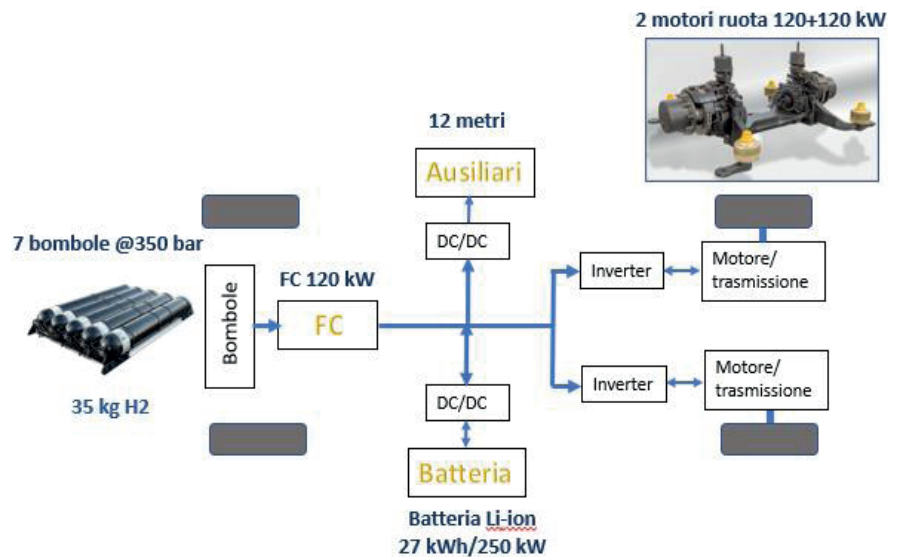 2 motori ruota 120+120 kW
12 metri
Ausiliari
7 bombole @350 bar
DC/DC
FC 120 kW
Inverter
Motore/
trasmissione
Bombole
FC
35 kg H2
DC/DC
Inverter
Motore/
trasmissione
Batteria
Batteria Li-ion
27 kWh/250 kW